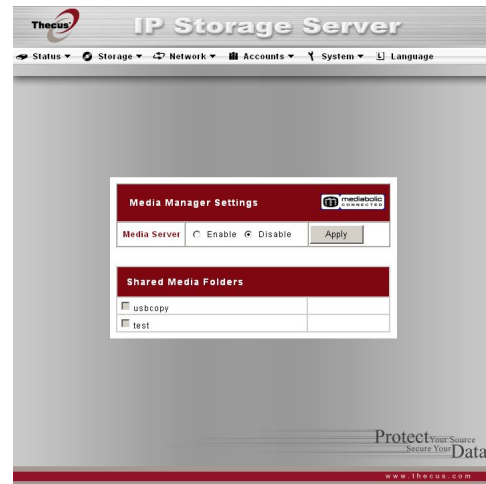 Thecus
IP Storage Server
Status Storage Network Accounts System Language
Media Manager Settings
mediabolic
CONNECTED
Media Server Enable Disable Apply
Shared Media Folders
usbcopy
test
Protect Your Source
Secure Your Data
www.thecus.com